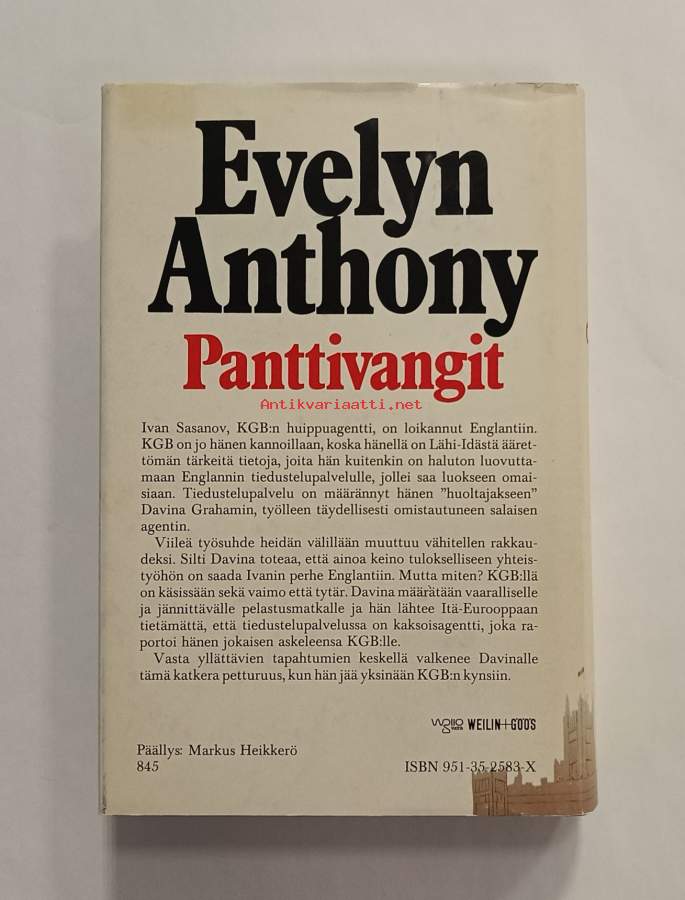 Evelyn
Anthony
Panttivangit
Antikvariaatti.net
Ivan Sasanov, KGB:n huippuagentti, on loikannut Englantiin.
KGB on jo hänen kannoillaan, koska hänellä on Lähi-Idästä ääret-
tömän tärkeitä tietoja, joita hän kuitenkin on haluton luovutta-
maan Englannin tiedustelupalvelulle, jollei saa luokseen omai-
siaan. Tiedustelupalvelu on määrännyt hänen ”huoltajakseen”
Davina Grahamin, työlleen täydellisesti omistautuneen salaisen
agentin.
Viileä työsuhde heidän välillään muuttuu vähitellen rakkau-
deksi. Silti Davina toteaa, että ainoa keino tulokselliseen yhteis-
työhön on saada Ivanin perhe Englantiin. Mutta miten? KGB:llä
on käsissään sekä vaimo että tytär. Davina määrätään vaaralliselle
ja jännittävälle pelastusmatkalle ja hän lähtee Itä-Eurooppaan
tietämättä, että tiedustelupalvelussa on kaksoisagentti, joka ra-
portoi hänen jokaisen askeleensa KGB:lle.
Vasta yllättävien tapahtumien keskellä valkenee Davinalle
tämä katkera petturuus, kun hän jää yksinään KGB:n kynsiin.
WEILIN+GÖÖS
Päällys: Markus Heikkerö
845
ISBN 951-35-2583-X